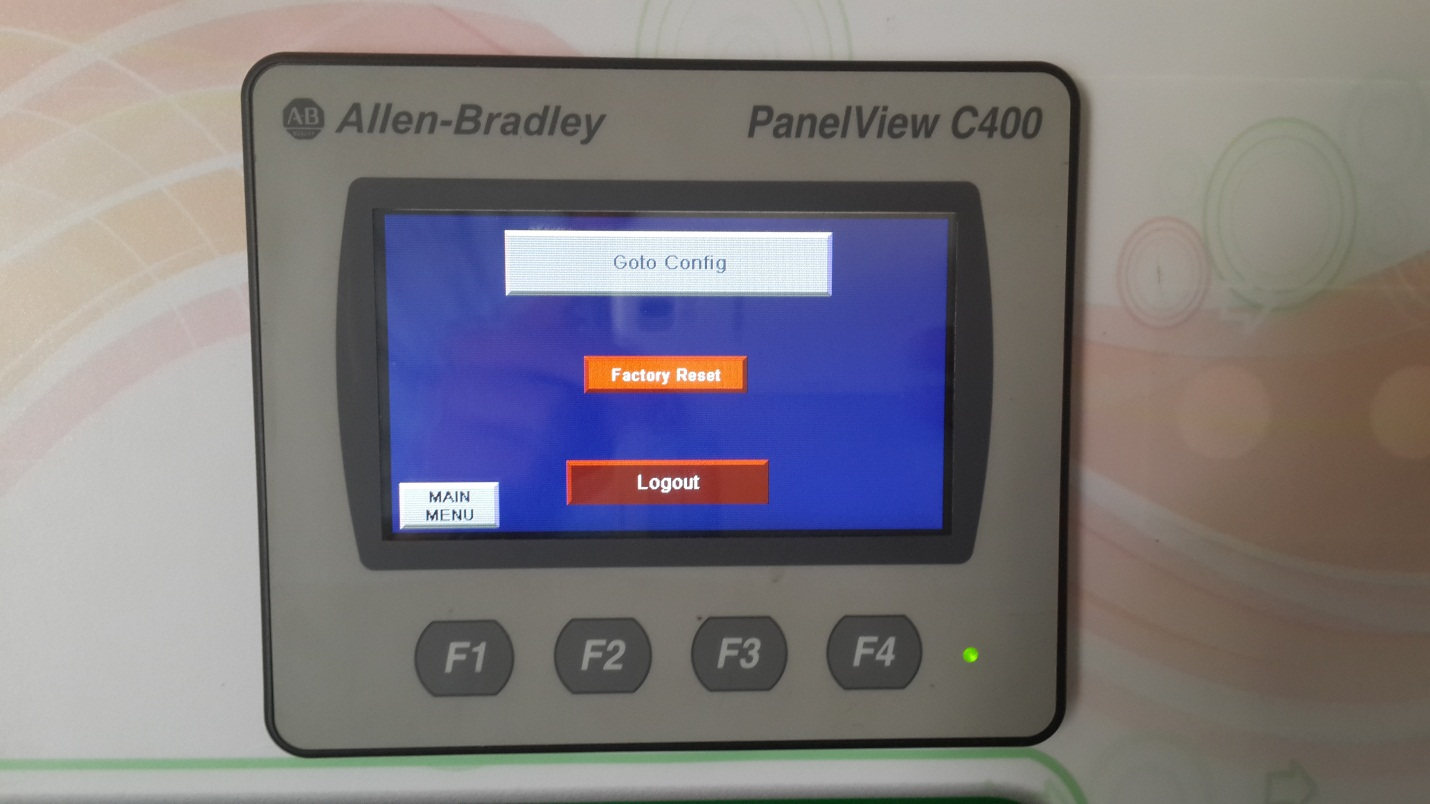 AB
Allen-Bradley
PanelView C400
Goto Config
Factory Reset
Logout
MAIN
MENU
F1
F2
F3
F4